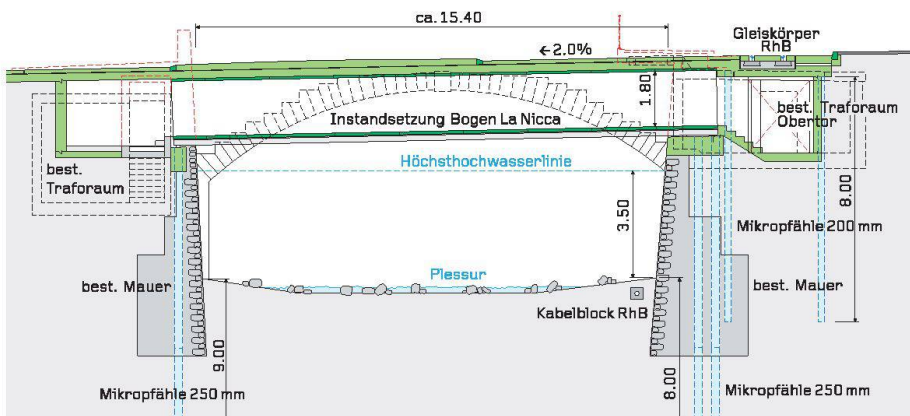 ca. 15.40
←2.0%
Gleiskörper
RhB
1.80
best. Traforaum
Obertor
Instandsetzung Bogen La Nicca
best.
Traforaum
Höchsthochwasserlinie
3.50
8.00
Mikropfähle 200 mm
best. Mauer
Plessur
best. Mauer
Kabelblock RhB
9.00
8.00
Mikropfähle 250 mm
Mikropfähle 250 mm